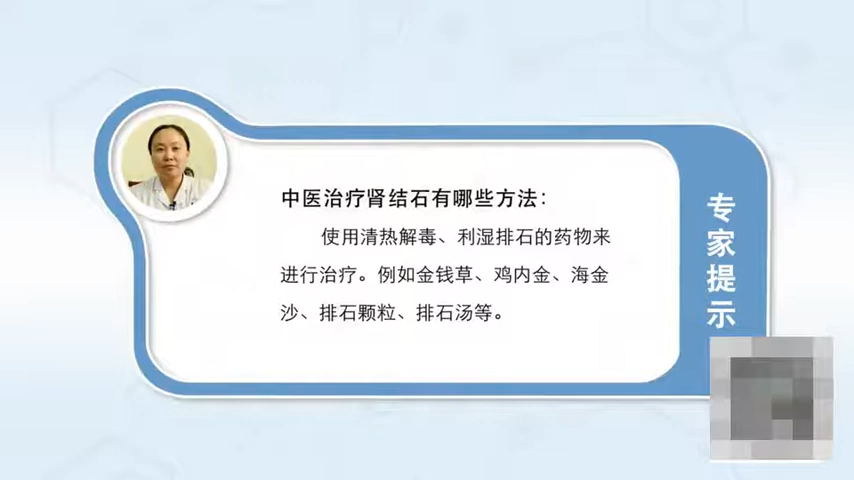 中医治疗肾结石有哪些方法：
使用清热解毒、利湿排石的药物来
进行治疗。例如金钱草、鸡内金、海金
沙、排石颗粒、排石汤等。
专家提示